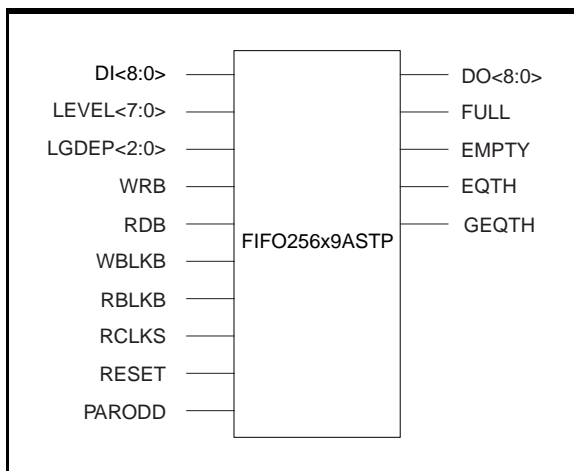 DI<8:0>
LEVEL<7:0>
LGDEP<2:0>
WRB
RDB
WBLKB
RBLKB
RCLKS
RESET
PARODD
FIFO256x9ASTP
DO<8:0>
FULL
EMPTY
EQTH
GEQTH